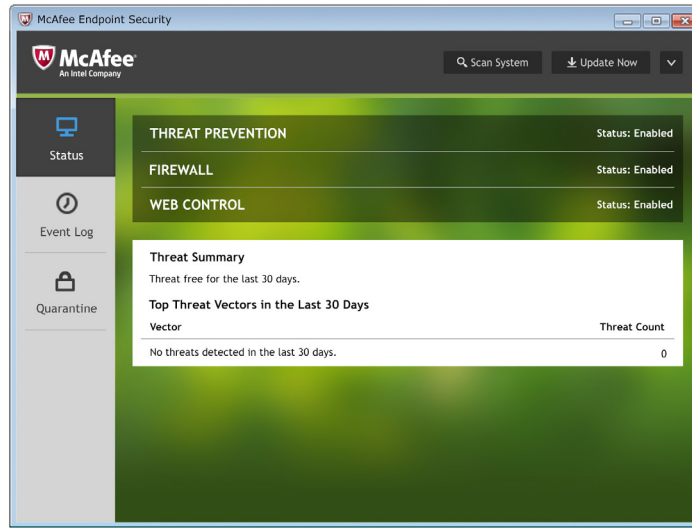 McAfee Endpoint Security
McAfee
An Intel Company
Scan System
Update Now
Status
Event Log
Quarantine
THREAT PREVENTION Status: Enabled
FIREWALL Status: Enabled
WEB CONTROL Status: Enabled
Threat Summary
Threat free for the last 30 days.
Top Threat Vectors in the Last 30 Days
Vector Threat Count
No threats detected in the last 30 days. 0